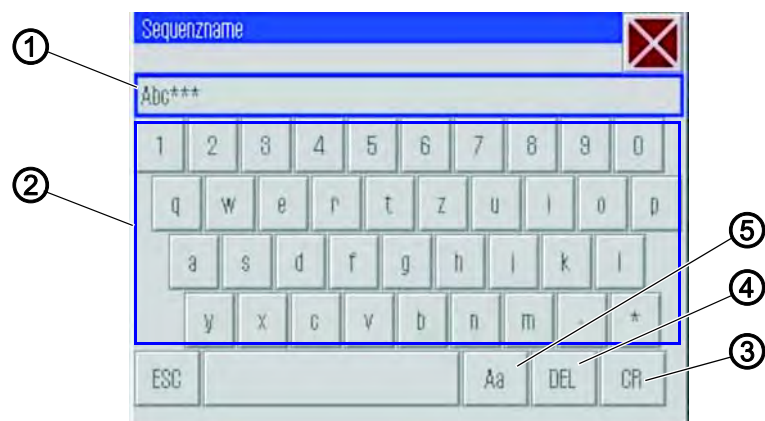 Sequenzname
①
Abc***
1 2 3 4 5 6 7 8 9 0
②
q w e r t z u i o p
⑤
a s d f g h j k l
④
y x c v b n m - *
③
ESC Aa DEL CR